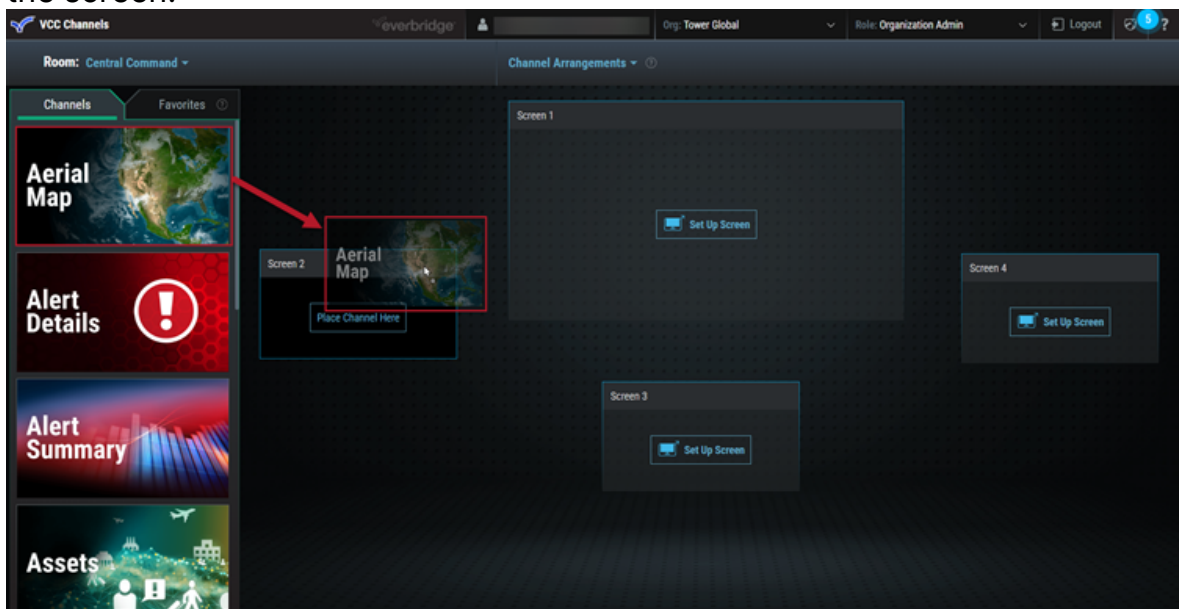 the screen.
VCC Channels everbridge Org: Tower Global Role: Organization Admin Logout 5 ?
Room: Central Command Channel Arrangements ?
Channels Favorites ?
Screen 1
Aerial
Map
Set Up Screen
Screen 2
Aerial
Map
Place Channel Here
Screen 4
Set Up Screen
Alert
Details
Screen 3
Set Up Screen
Alert
Summary
Assets